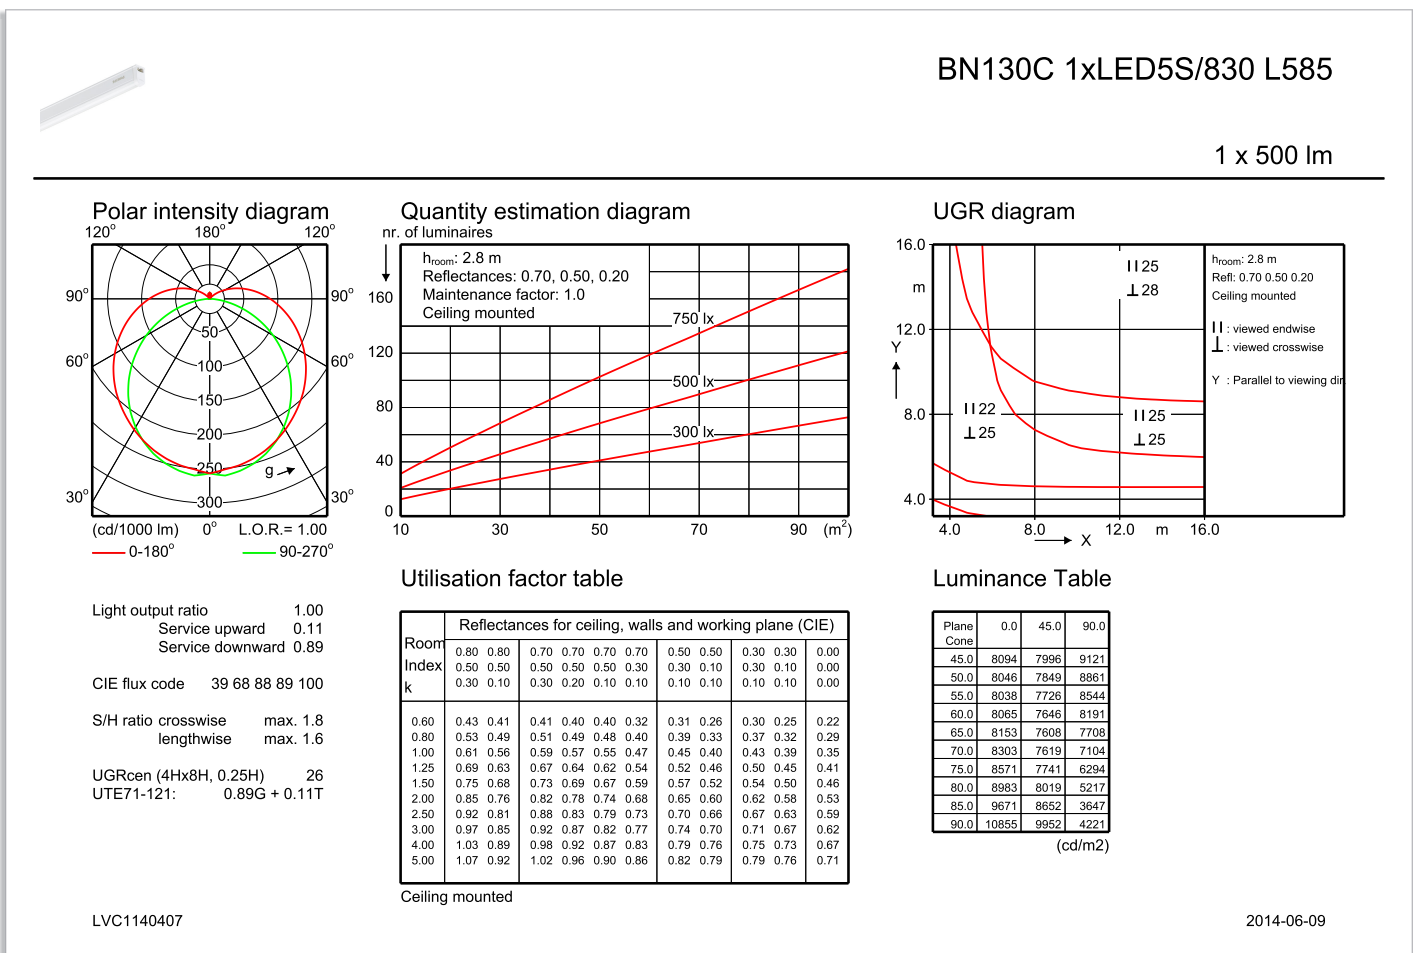 BN130C 1xLED5S/830 L585
1 x 500 lm
Polar intensity diagram
120° 180° 120°
90° 90°
60° 60°
30° 30°
50
100
150
200
250
300
g
(cd/1000 lm) 0° L.O.R.= 1.00
0-180° 90-270°
Quantity estimation diagram
nr. of luminaires
hroom: 2.8 m
Reflectances: 0.70, 0.50, 0.20
Maintenance factor: 1.0
Ceiling mounted
160
120
80
40
0
750 lx
500 lx
300 lx
10 30 50 70 90 (m²)
UGR diagram
16.0
m
12.0
Y
8.0
4.0
25
28
22
25
25
25
4.0 8.0 12.0 m 16.0
X
hroom: 2.8 m
Refl: 0.70 0.50 0.20
Ceiling mounted
|| : viewed endwise
⊥ : viewed crosswise
Y : Parallel to viewing dir.
Light output ratio 1.00
Service upward 0.11
Service downward 0.89
CIE flux code 39 68 88 89 100
S/H ratio crosswise max. 1.8
lengthwise max. 1.6
UGRcen (4Hx8H, 0.25H) 26
UTE71-121: 0.89G + 0.11T
Utilisation factor table
Room
Index
k
Reflectances for ceiling, walls and working plane (CIE)
0.80 0.80 0.70 0.70 0.70 0.70 0.50 0.50 0.30 0.30 0.00
0.50 0.50 0.50 0.50 0.50 0.30 0.30 0.10 0.30 0.10 0.00
0.30 0.10 0.30 0.20 0.10 0.10 0.10 0.10 0.10 0.10 0.00
0.60 0.43 0.41 0.41 0.40 0.40 0.32 0.31 0.26 0.30 0.25 0.22
0.80 0.53 0.49 0.51 0.49 0.48 0.40 0.39 0.33 0.37 0.32 0.29
1.00 0.61 0.56 0.59 0.57 0.55 0.47 0.45 0.40 0.43 0.39 0.35
1.25 0.69 0.63 0.67 0.64 0.62 0.54 0.52 0.46 0.50 0.45 0.41
1.50 0.75 0.68 0.73 0.69 0.67 0.59 0.57 0.52 0.54 0.50 0.46
2.00 0.85 0.76 0.82 0.78 0.74 0.68 0.65 0.60 0.62 0.58 0.53
2.50 0.92 0.81 0.88 0.83 0.79 0.73 0.70 0.66 0.67 0.63 0.59
3.00 0.97 0.85 0.92 0.87 0.82 0.77 0.74 0.70 0.71 0.67 0.62
4.00 1.03 0.89 0.98 0.92 0.87 0.83 0.79 0.76 0.75 0.73 0.67
5.00 1.07 0.92 1.02 0.96 0.90 0.86 0.82 0.79 0.79 0.76 0.71
Ceiling mounted
Luminance Table
Plane 0.0 45.0 90.0
Cone
45.0 8094 7996 9121
50.0 8046 7849 8861
55.0 8038 7726 8544
60.0 8065 7646 8191
65.0 8153 7608 7708
70.0 8303 7619 7104
75.0 8571 7741 6294
80.0 8983 8019 5217
85.0 9671 8652 3647
90.0 10855 9952 4221
(cd/m2)
LVC1140407
2014-06-09